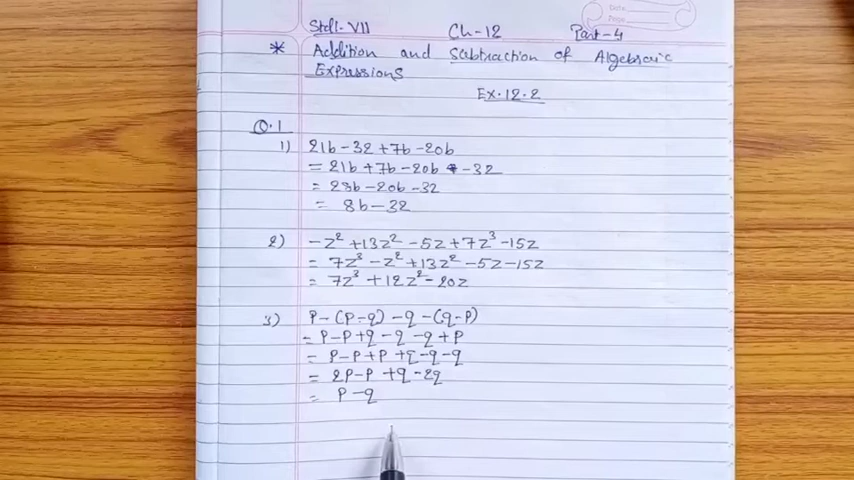 Date
Page
Std:-VII Ch-12 Part-4
* Addition and Subtraction of Algebraic
Expressions
Ex.12.2
Q.1
1) 21b-32+7b-20b
= 21b+7b-20b -32
= 28b-20b-32
= 8b-32
2) -z²+13z²-5z+7z³-15z
= 7z³-z²+13z²-5z-15z
= 7z³+12z²-20z
3) P-(P-q)-q-(q-P)
= P-P+q-q-q+P
= P-P+P+q-q-q
= 2P-P+q-2q
= P-q